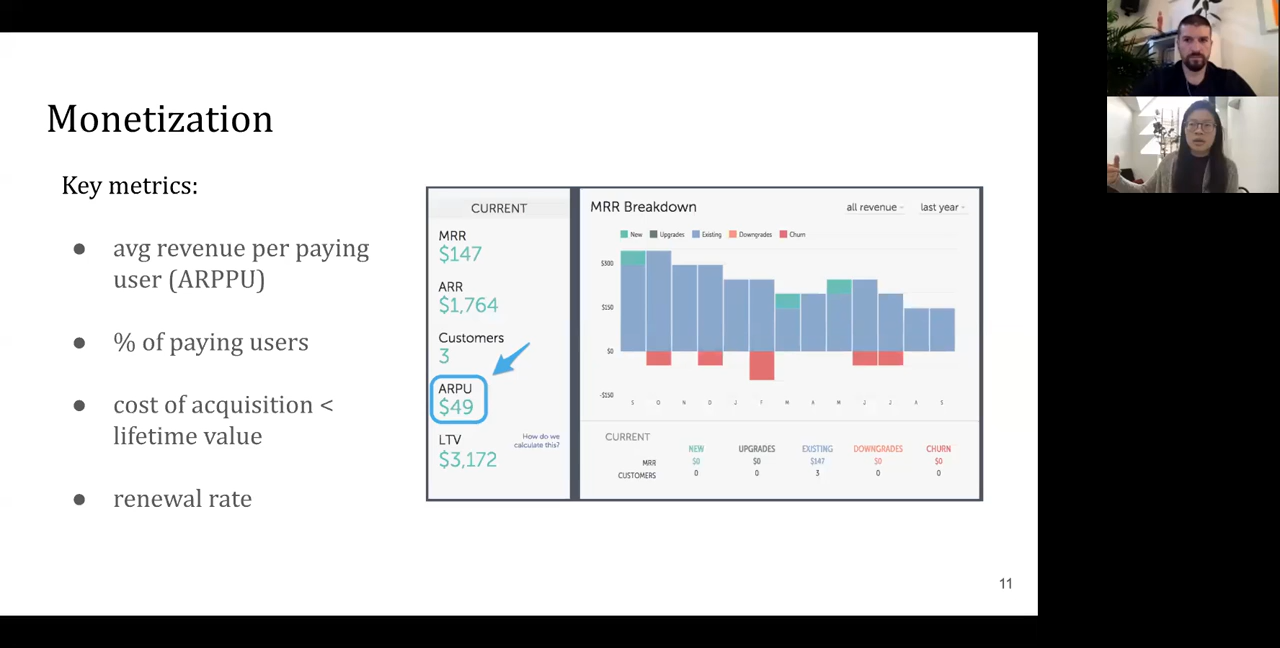 Monetization
Key metrics:
● avg revenue per paying
user (ARPPU)
● % of paying users
● cost of acquisition <
lifetime value
● renewal rate
CURRENT
MRR
$147
ARR
$1,764
Customers
3
ARPU
$49
LTV
$3,172
How do we
calculate this?
MRR Breakdown
all revenue
last year
New Upgrades Existing Downgrades Churn
$300
$150
$0
-$150
S O N D J F M A M J J A S
CURRENT
NEW UPGRADES EXISTING DOWNGRADES CHURN
MRR $0 $0 $147 $0 $0
CUSTOMERS 0 0 3 0 0
11